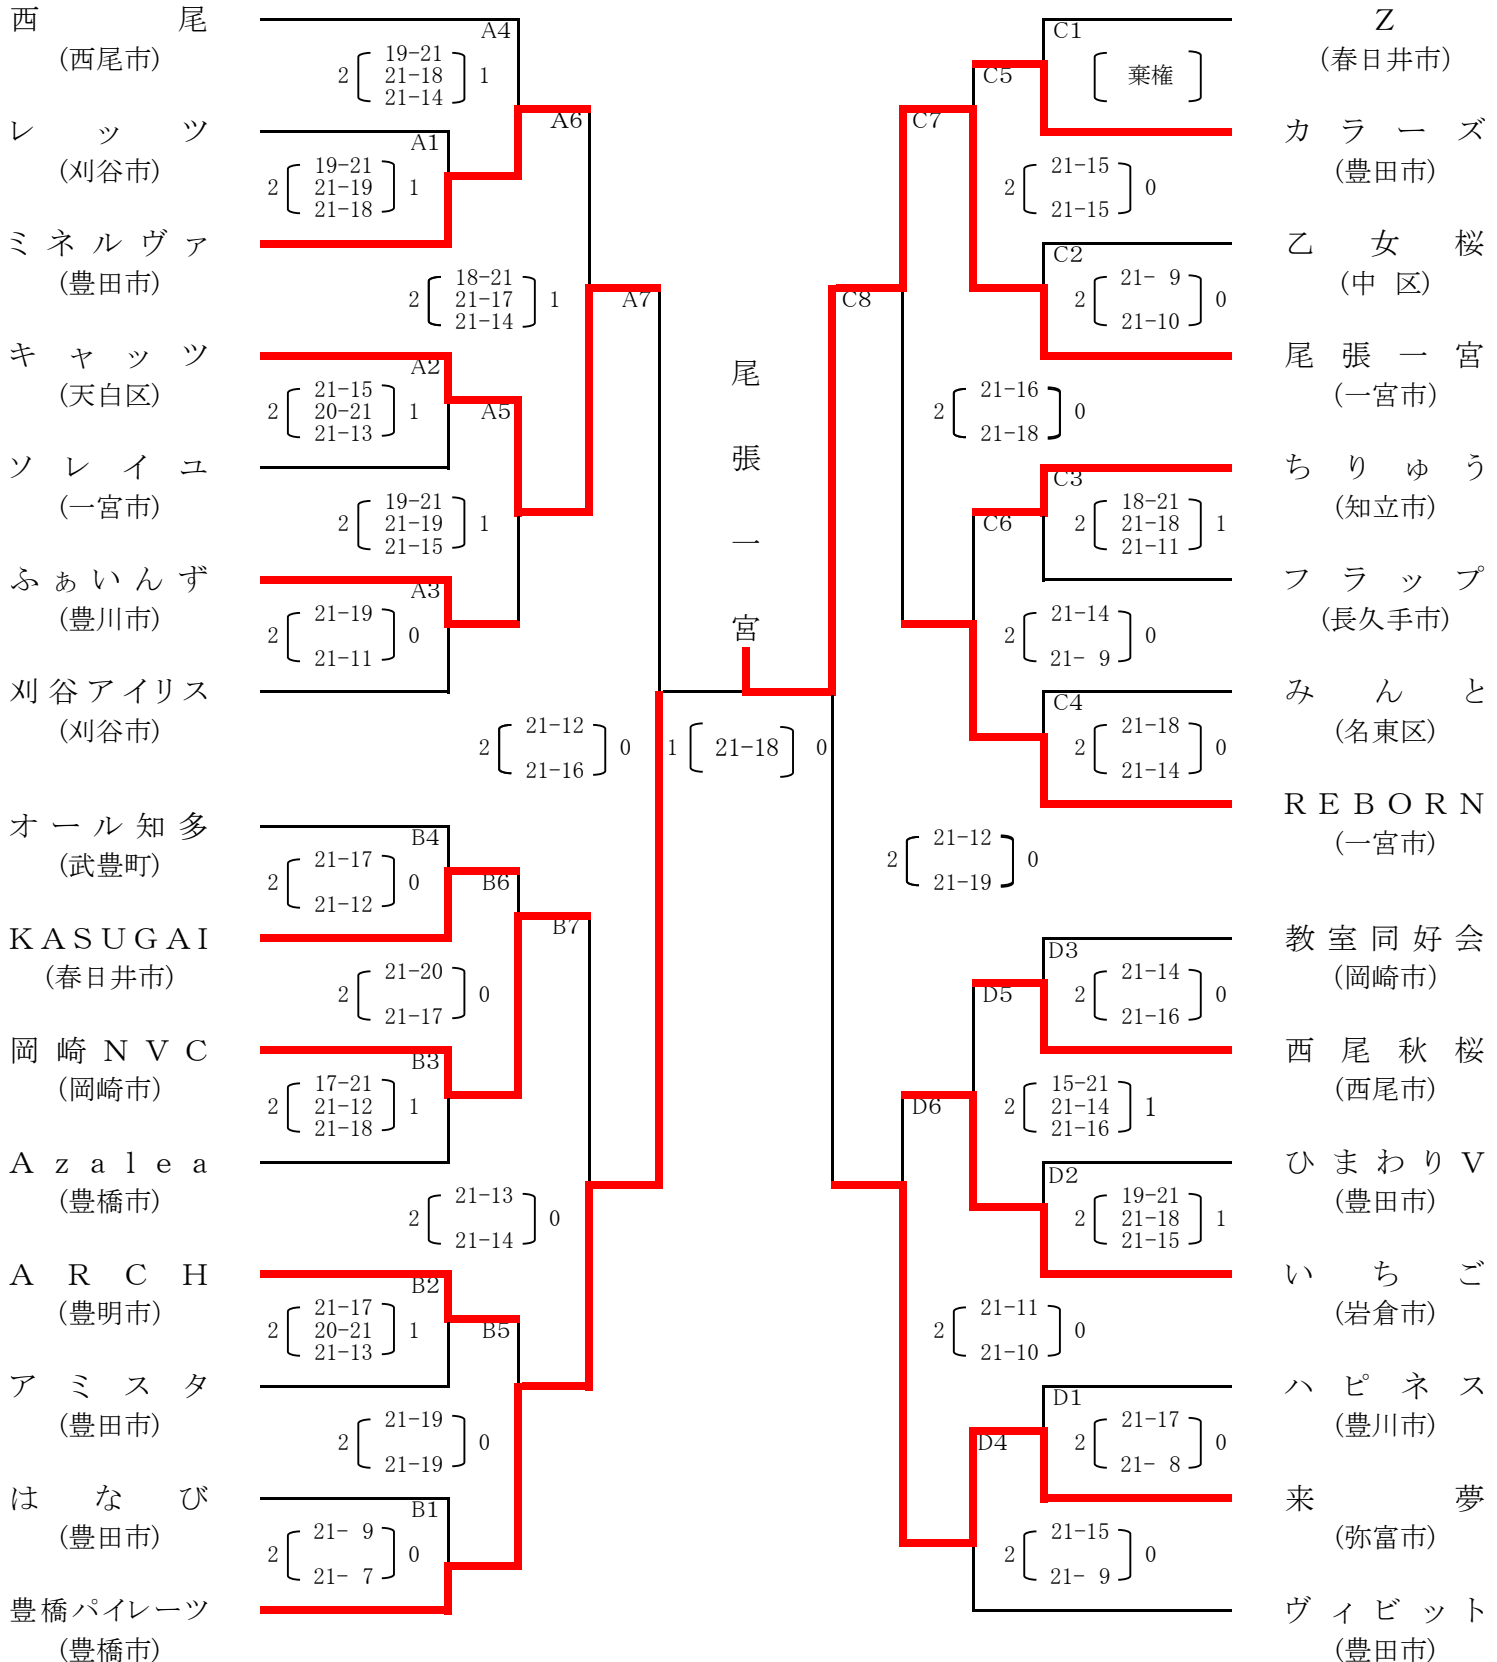 西尾
(西尾市)
A4
19-21
2 21-18 1
21-14
レッツ
(刈谷市)
A6
A1
19-21
2 21-19 1
21-18
ミネルヴァ
(豊田市)
18-21
2 21-17 1
21-14
A7
キャッツ
(天白区)
A2
21-15
2 20-21 1
21-13
A5
ソレイユ
(一宮市)
19-21
2 21-19 1
21-15
ふぁいんず
(豊川市)
A3
21-19
2 0
21-11
刈谷アイリス
(刈谷市)
21-12
2 0
21-16
オール知多
(武豊町)
B4
21-17
2 0
21-12
B6
KASUGAI
(春日井市)
B7
21-20
2 0
21-17
岡崎NVC
(岡崎市)
B3
17-21
2 21-12 1
21-18
Azalea
(豊橋市)
21-13
2 0
21-14
ARCH
(豊明市)
B2
21-17
2 20-21 1
21-13
B5
アミスタ
(豊田市)
21-19
2 0
21-19
はなび
(豊田市)
B1
21- 9
2 0
21- 7
豊橋パイレーツ
(豊橋市)
尾張一宮
1 21-18 0
Z
(春日井市)
C1
棄権
C5
カラーズ
(豊田市)
C7
21-15
2 0
21-15
乙女桜
(中 区)
C2
21- 9
2 0
21-10
C8
尾張一宮
(一宮市)
21-16
2 0
21-18
ちりゅう
(知立市)
C3
18-21
2 21-18 1
21-11
C6
フラップ
(長久手市)
21-14
2 0
21- 9
みんと
(名東区)
C4
21-18
2 0
21-14
REBORN
(一宮市)
21-12
2 0
21-19
教室同好会
(岡崎市)
D3
21-14
2 0
21-16
D5
西尾秋桜
(西尾市)
15-21
2 21-14 1
21-16
D6
ひまわりV
(豊田市)
D2
19-21
2 21-18 1
21-15
いちご
(岩倉市)
21-11
2 0
21-10
ハピネス
(豊川市)
D1
21-17
2 0
21- 8
D4
来夢
(弥富市)
21-15
2 0
21- 9
ヴィビット
(豊田市)